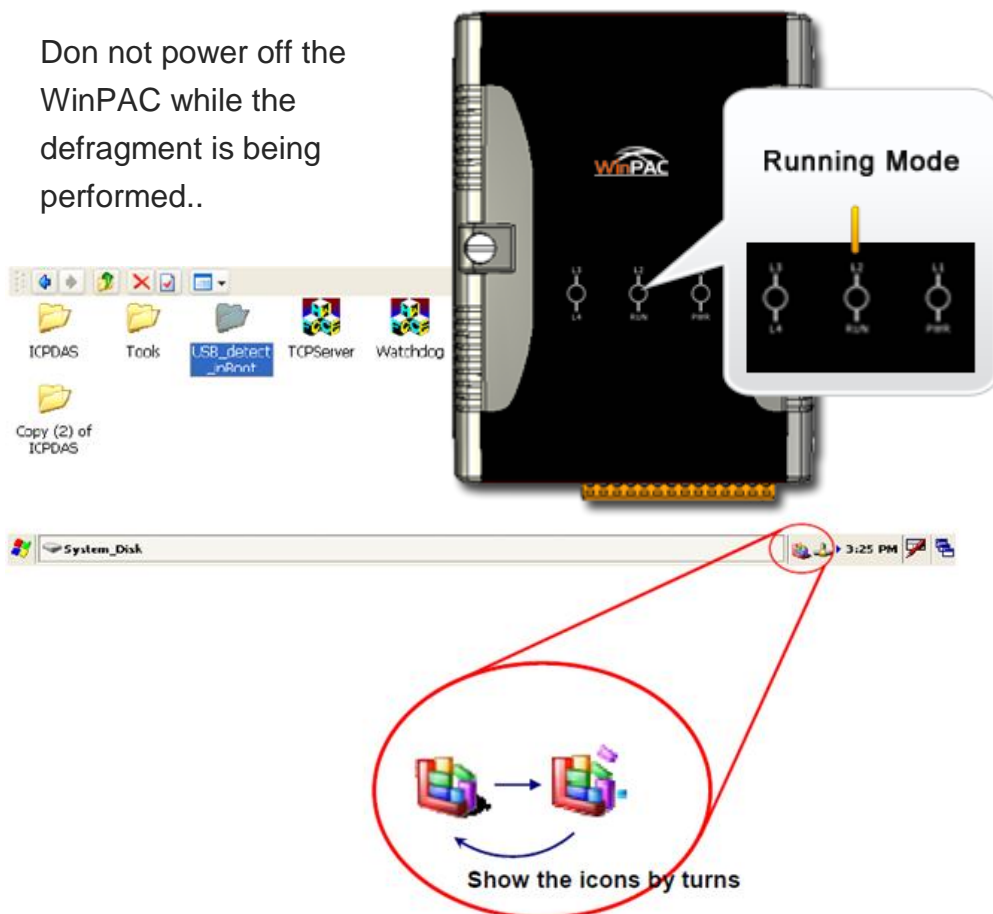 Don not power off the
WinPAC while the
defragment is being
performed..
WinPAC
Running Mode
L3
L2
L4
RUN
PWR
L3
L2
L1
L4
RUN
PWR
ICPDAS
Tools
USB_detect
TCPServer
Watchdog
Copy (2) of
ICPDAS
System_Disk
3:25 PM
Show the icons by turns